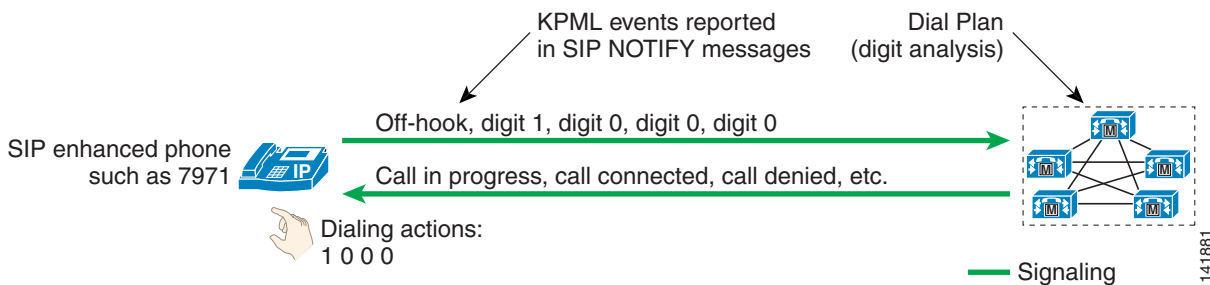 KPML events reported
in SIP NOTIFY messages
Dial Plan
(digit analysis)
Off-hook, digit 1, digit 0, digit 0, digit 0
SIP enhanced phone
such as 7971
IP
Call in progress, call connected, call denied, etc.
M
M
M
M
M
Dialing actions:
1 0 0 0
Signaling
141881